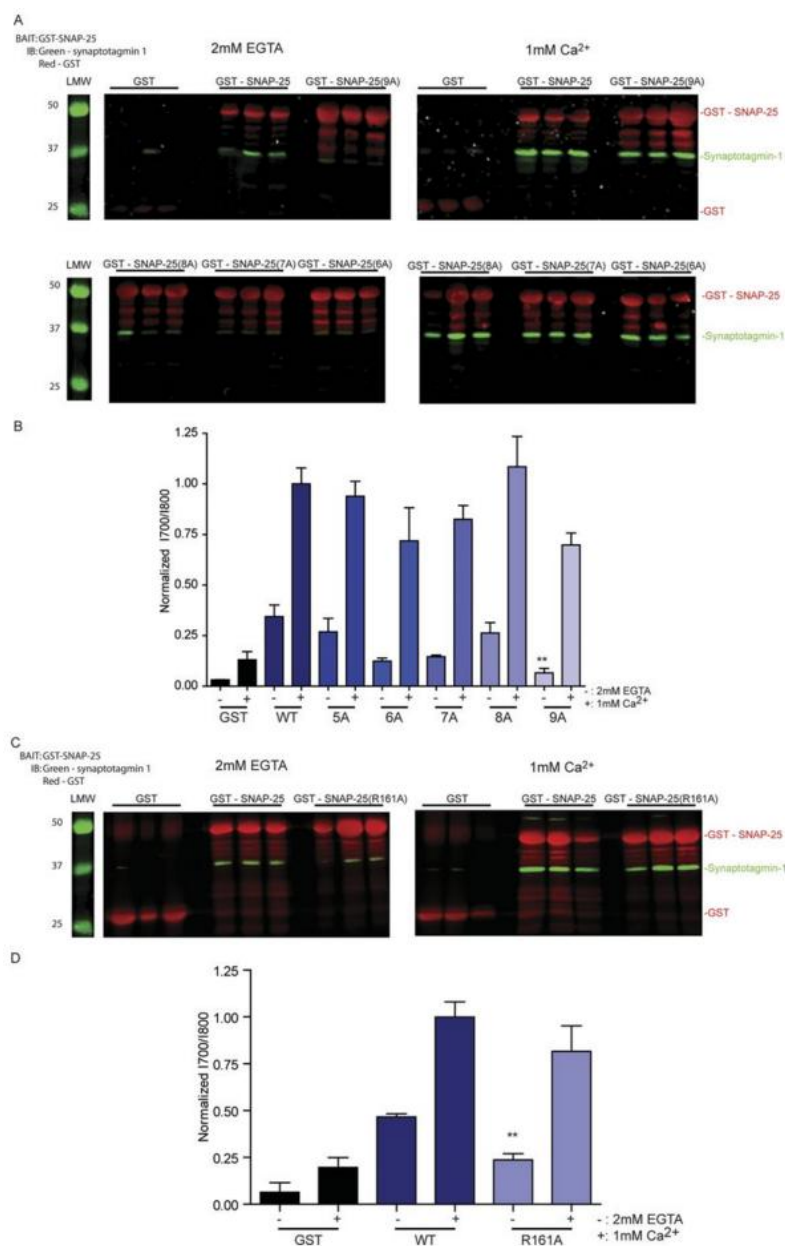 A
BAIT:GST-SNAP-25
IB:Green - synaptotagmin 1
Red - GST
2mM EGTA
1mM Ca2+
LMW
GST
GST - SNAP-25
GST - SNAP-25(9A)
GST
GST - SNAP-25
GST - SNAP-25(9A)
50
37
25
-GST - SNAP-25
-Synaptotagmin-1
-GST
LMW
GST - SNAP-25(8A)
GST - SNAP-25(7A)
GST - SNAP-25(6A)
GST - SNAP-25(8A)
GST - SNAP-25(7A)
GST - SNAP-25(6A)
50
37
25
-GST - SNAP-25
-Synaptotagmin-1
B
Normalized I700/I800
1.25
1.00
0.75
0.50
0.25
0.00
**
- + - + - + - + - + - + - +
GST WT 5A 6A 7A 8A 9A
- : 2mM EGTA
+: 1mM Ca2+
C
BAIT:GST-SNAP-25
IB:Green - synaptotagmin 1
Red - GST
2mM EGTA
1mM Ca2+
LMW
GST
GST - SNAP-25
GST - SNAP-25(R161A)
GST
GST - SNAP-25
GST - SNAP-25(R161A)
50
37
25
-GST - SNAP-25
-Synaptotagmin-1
-GST
D
Normalized I700/I800
1.25
1.00
0.75
0.50
0.25
0.00
**
- + - + - +
GST WT R161A
- : 2mM EGTA
+: 1mM Ca2+